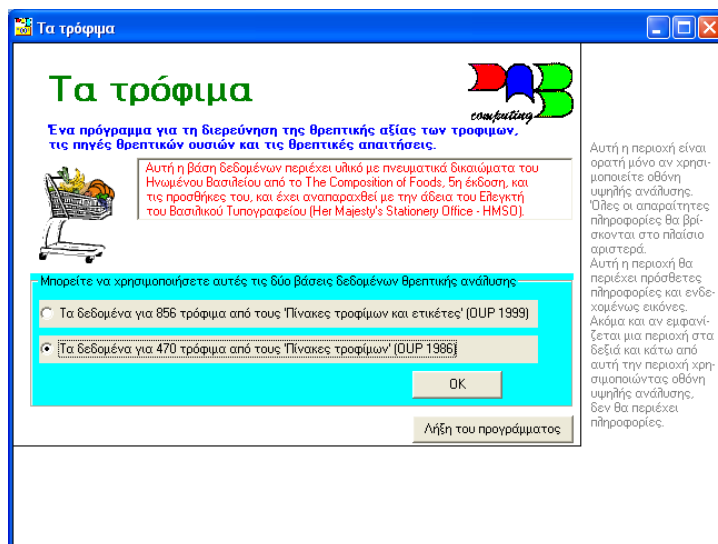 Τα τρόφιμα
Τα τρόφιμα
computing
Ένα πρόγραμμα για τη διερεύνηση της θρεπτικής αξίας των τροφιμων,
τις πηγές θρεπτικών ουσιών και τις θρεπτικές απαιτήσεις.
Αυτή η βάση δεδομένων περιέχει υλικό με πνευματικά δικαιώματα του
Ηνωμένου Βασιλείου από το The Composition of Foods, 5η έκδοση, και
τις προσθήκες του, και έχει αναπαραχθεί με την άδεια του Ελεγκτή
του Βασιλικού Τυπογραφείου (Her Majesty's Stationery Office - HMSO).
Μπορείτε να χρησιμοποιήσετε αυτές τις δύο βάσεις δεδομένων θρεπτικής ανάλυσης
Τα δεδομένα για 856 τρόφιμα από τους 'Πίνακες τροφίμων και ετικέτες' (OUP 1999)
Τα δεδομένα για 470 τρόφιμα από τους 'Πίνακες τροφίμων' (OUP 1986)
OK
Λήξη του προγράμματος
Αυτή η περιοχή είναι
ορατή μόνο αν χρησι-
μοποιείτε οθόνη
υψηλής ανάλυσης.
Όλες οι απαραίτητες
πληροφορίες θα βρί-
σκονται στο πλαίσιο
αριστερά.
Αυτή η περιοχή θα
περιέχει πρόσθετες
πληροφορίες και ενδε-
χομένως εικόνες.
Ακόμα και αν εμφανί-
ζεται μια περιοχή στα
δεξιά και κάτω από
αυτή την περιοχή χρη-
σιμοποιώντας οθόνη
υψηλής ανάλυσης,
δεν θα περιέχει
πληροφορίες.